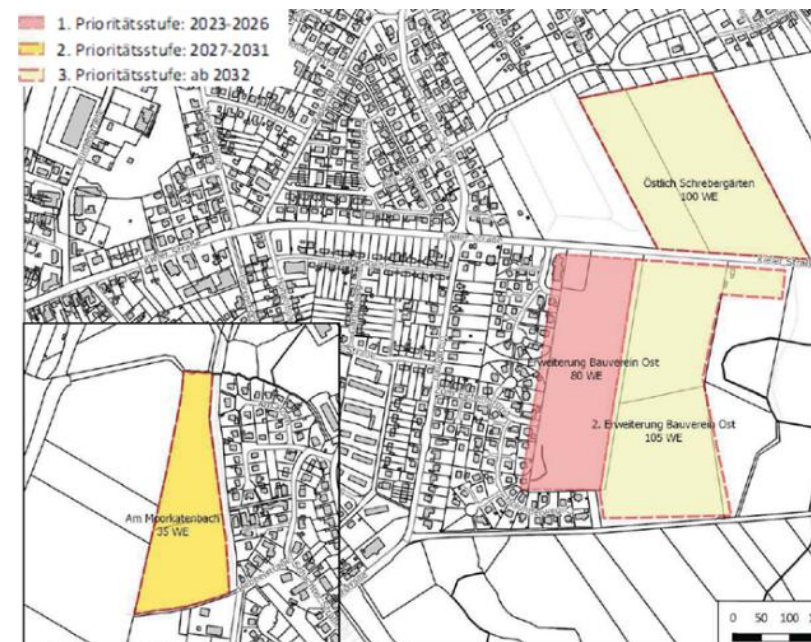 1. Prioritätsstufe: 2023-2026
2. Prioritätsstufe: 2027-2031
3. Prioritätsstufe: ab 2032
Östlich Schrebergärten
100 WE
Erweiterung Bauverein Ost
80 WE
2. Erweiterung Bauverein Ost
105 WE
Am Moorkatenbach
35 WE
0 50 100